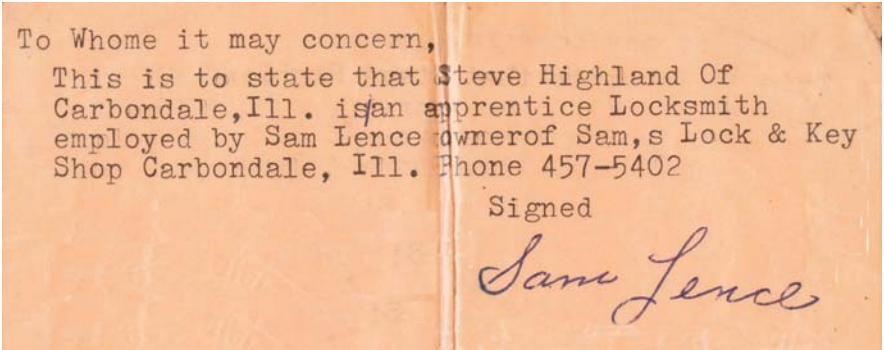 To Whome it may concern,
This is to state that Steve Highland Of
Carbondale,Ill. is/an apprentice Locksmith
employed by Sam Lence ownerof Sam,s Lock & Key
Shop Carbondale, Ill. Phone 457-5402
Signed
Sam Lence